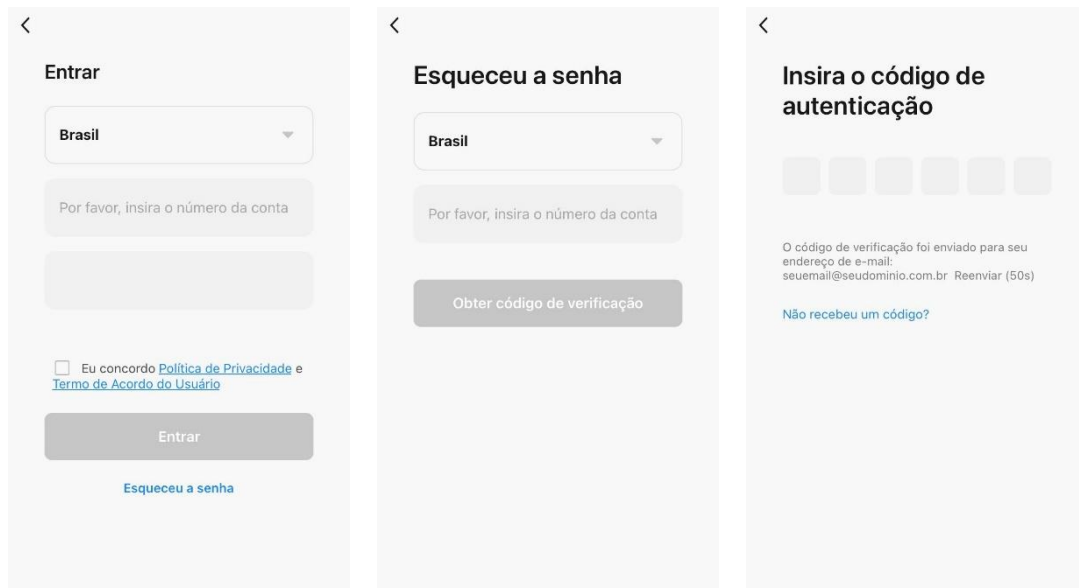 Entrar
Brasil
Por favor, insira o número da conta
Eu concordo Política de Privacidade e
Termo de Acordo do Usuário
Entrar
Esqueceu a senha
Esqueceu a senha
Brasil
Por favor, insira o número da conta
Obter código de verificação
Insira o código de
autenticação
O código de verificação foi enviado para seu
endereço de e-mail:
seuemail@seudominio.com.br Reenviar (50s)
Não recebeu um código?